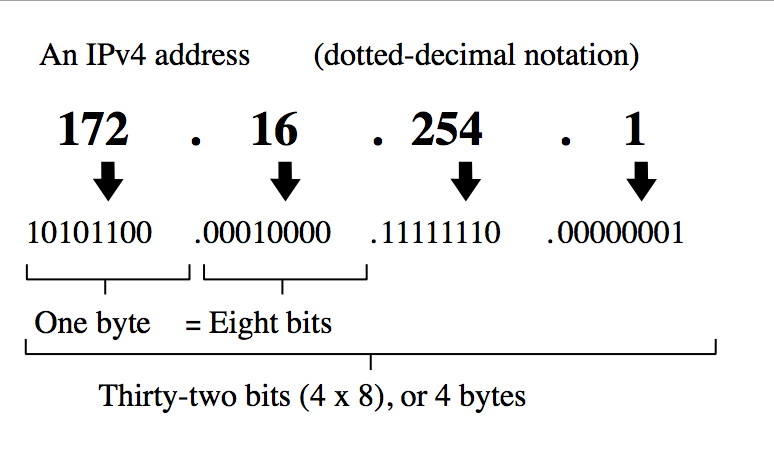 An IPv4 address (dotted-decimal notation)
172 . 16 . 254 . 1
10101100 .00010000 .11111110 .00000001
One byte = Eight bits
Thirty-two bits (4 x 8), or 4 bytes